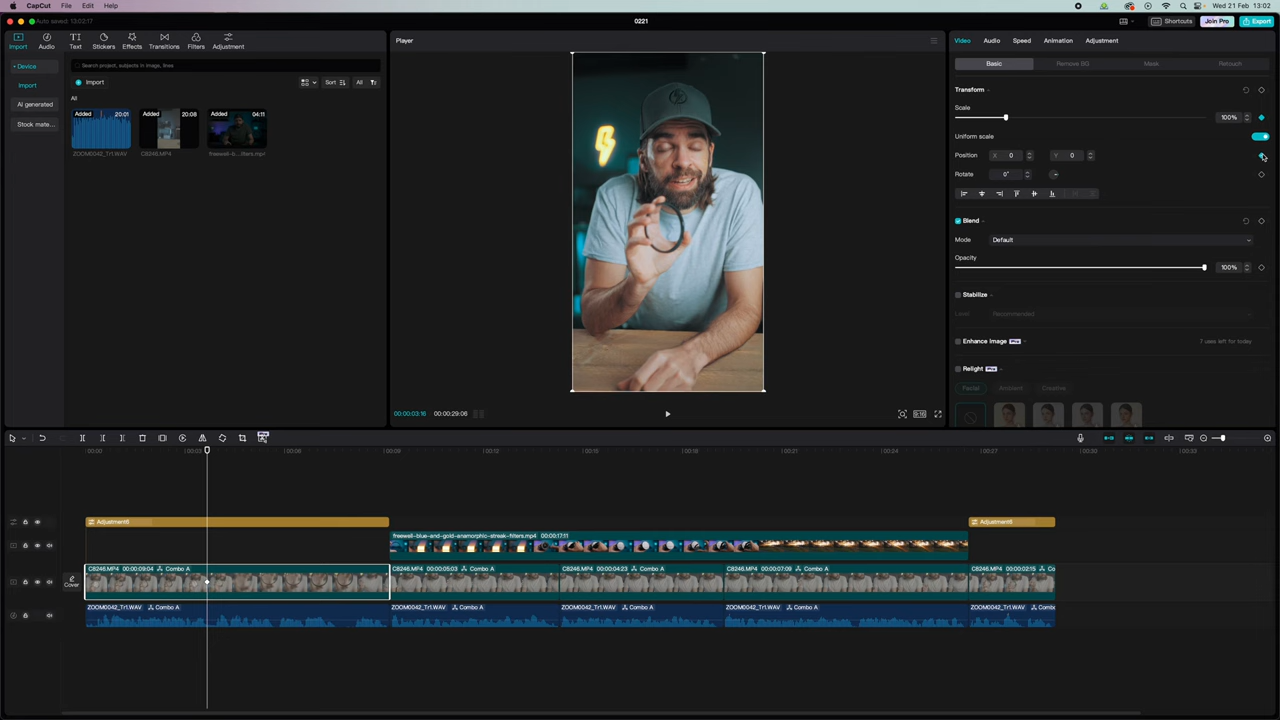 CapCut File Edit Help Wed 21 Feb 13:02
Auto saved: 13:02:17 0221 Shortcuts Join Pro Export
Import Audio Text Stickers Effects Transitions Filters Adjustment
Player
Video Audio Speed Animation Adjustment
Device
Search project, subjects in image, lines
Basic Remove BG Mask Retouch
Import
Import Sort All
AI generated
All
Stock mate...
Added 20:01 Added 20:08 Added 04:11
ZOOM0042_Tr1.WAV C8246.MP4 freewell-b...filters.mp4
Transform
Scale
100%
Uniform scale
Position X 0 Y 0
Rotate 0°
Blend
Mode Default
Opacity
100%
Stabilize
Level Recommended
Enhance image Pro 7 uses left for today
Relight Pro
Facial Ambient Creative
00:00:03:16 00:00:29:06
9:16
Pro
00:00 00:03 00:06 00:09 00:12 00:15 00:18 00:21 00:24 00:27 00:30 00:33
Adjustment6 Adjustment6
freewell-blue-and-gold-anamorphic-streak-filters.mp4 00:00:17:11
Cover
C8246.MP4 00:00:09:04 Combo A C8246.MP4 00:00:05:03 Combo A C8246.MP4 00:00:04:23 Combo A C8246.MP4 00:00:07:09 Combo A C8246.MP4 00:00:02:15 Co
ZOOM0042_Tr1.WAV Combo A ZOOM0042_Tr1.WAV Combo A ZOOM0042_Tr1.WAV Combo A ZOOM0042_Tr1.WAV Combo A ZOOM0042_Tr1.WAV Comb